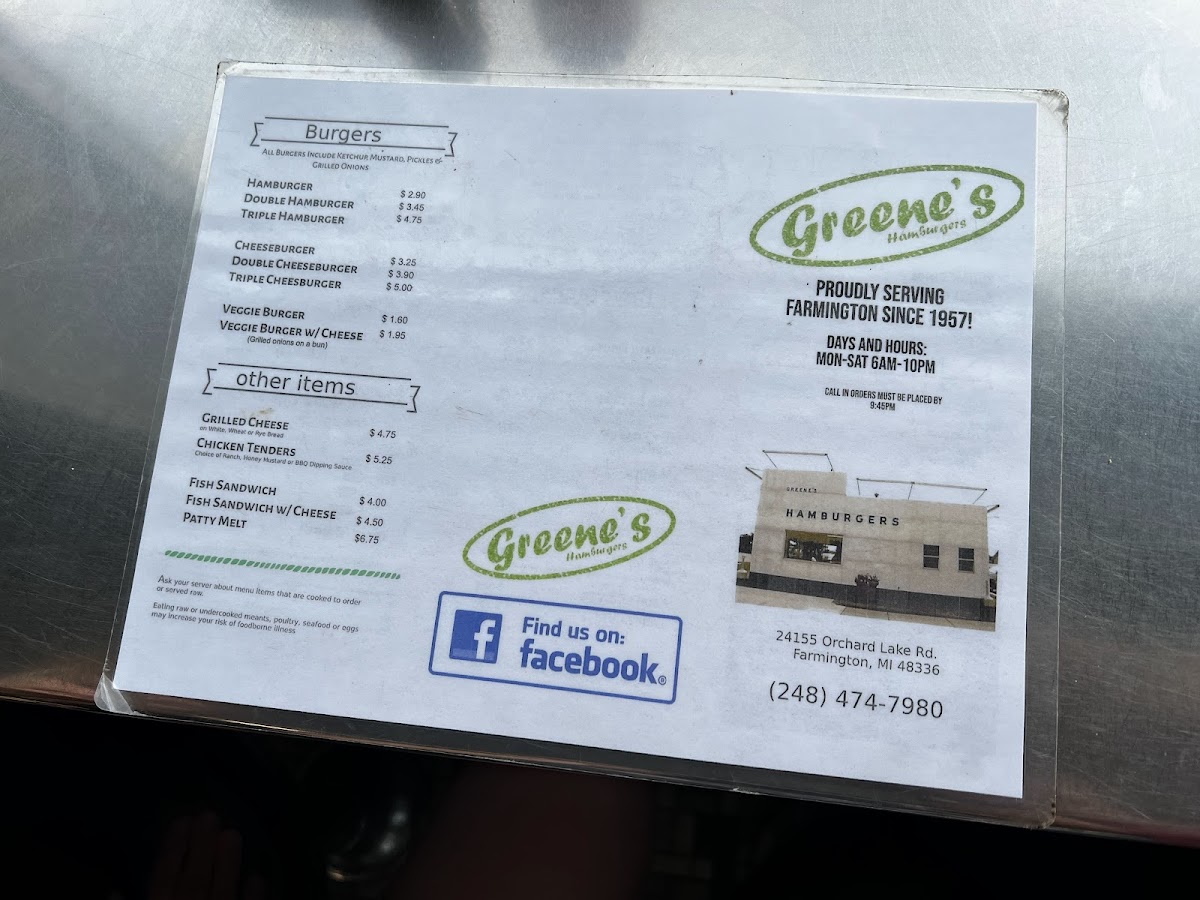 Burgers
All Burgers Include Ketchup, Mustard, Pickles &
Grilled Onions
Hamburger $ 2.90
Double Hamburger $ 3.45
Triple Hamburger $ 4.75
Cheeseburger $ 3.25
Double Cheeseburger $ 3.90
Triple Cheesburger $ 5.00
Veggie Burger $ 1.60
Veggie Burger w/ Cheese $ 1.95
(Grilled onions on a bun)
other items
Grilled Cheese $ 4.75
on White, Wheat or Rye Bread
Chicken Tenders $ 5.25
Choice of Ranch, Honey Mustard or BBQ Dipping Sauce
Fish Sandwich $ 4.00
Fish Sandwich w/ Cheese $ 4.50
Patty Melt $6.75
Ask your server about menu items that are cooked to order
or served raw.
Eating raw or undercooked meants, poultry, seafood or eggs
may increase your risk of foodborne illness
Greene's
Hamburgers
Find us on:
facebook®
Greene's
Hamburgers
PROUDLY SERVING
FARMINGTON SINCE 1957!
DAYS AND HOURS:
MON-SAT 6AM-10PM
CALL IN ORDERS MUST BE PLACED BY
9:45PM
GREENE'S
HAMBURGERS
24155 Orchard Lake Rd.
Farmington, MI 48336
(248) 474-7980